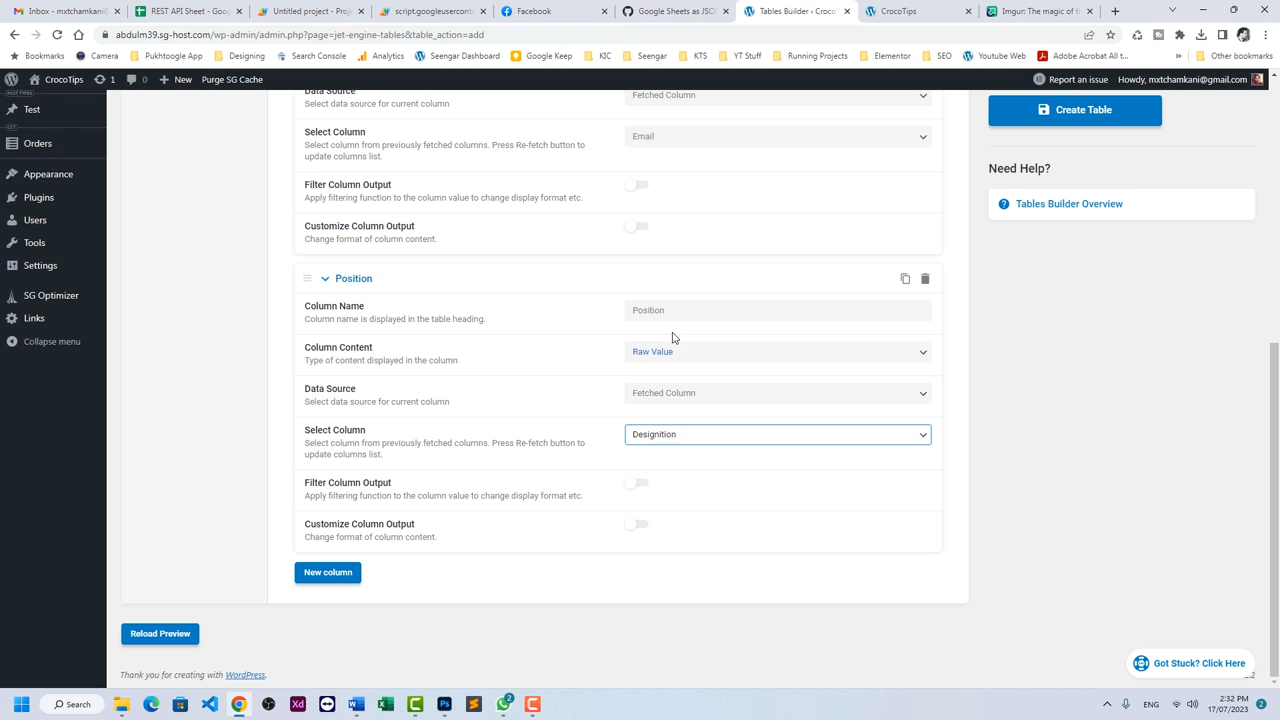 Inbox - mxtchamkani@
REST API Sheet - Goo
Untitled project - M
script.googleusercon
Facebook
Google Sheets as JSO
Tables Builder ‹ Croco
CrocoTips
Imgur: The magic of t
abdulm39.sg-host.com/wp-admin/admin.php?page=jet-engine-tables&table_action=add
Bookmarks
Camera
Pukhtoogle App
Designing
Search Console
Analytics
Seengar Dashboard
Google Keep
KIC
Seengar
KTS
YT Stuff
Running Projects
Elementor
SEO
Youtube Web
Adobe Acrobat Full 1...
»
Other bookmarks
CrocoTips
1
0
+ New
Purge SG Cache
Report an issue
Howdy, mxtchamkani@gmail.com
POST TYPES
Test
Orders
Appearance
Plugins
Users
Tools
Settings
SG Optimizer
Links
Collapse menu
Data Source
Select data source for current column
Fetched Column
Select Column
Select column from previously fetched columns. Press Re-fetch button to
update columns list.
Email
Filter Column Output
Apply filtering function to the column value to change display format etc.
Customize Column Output
Change format of column content.
Position
Column Name
Column name is displayed in the table heading.
Position
Column Content
Type of content displayed in the column
Raw Value
Data Source
Select data source for current column
Fetched Column
Select Column
Select column from previously fetched columns. Press Re-fetch button to
update columns list.
Designition
Filter Column Output
Apply filtering function to the column value to change display format etc.
Customize Column Output
Change format of column content.
New column
Reload Preview
Thank you for creating with WordPress.
Create Table
Need Help?
Tables Builder Overview
Got Stuck? Click Here
Search
2
ENG
2:32 PM
17/07/2023
2